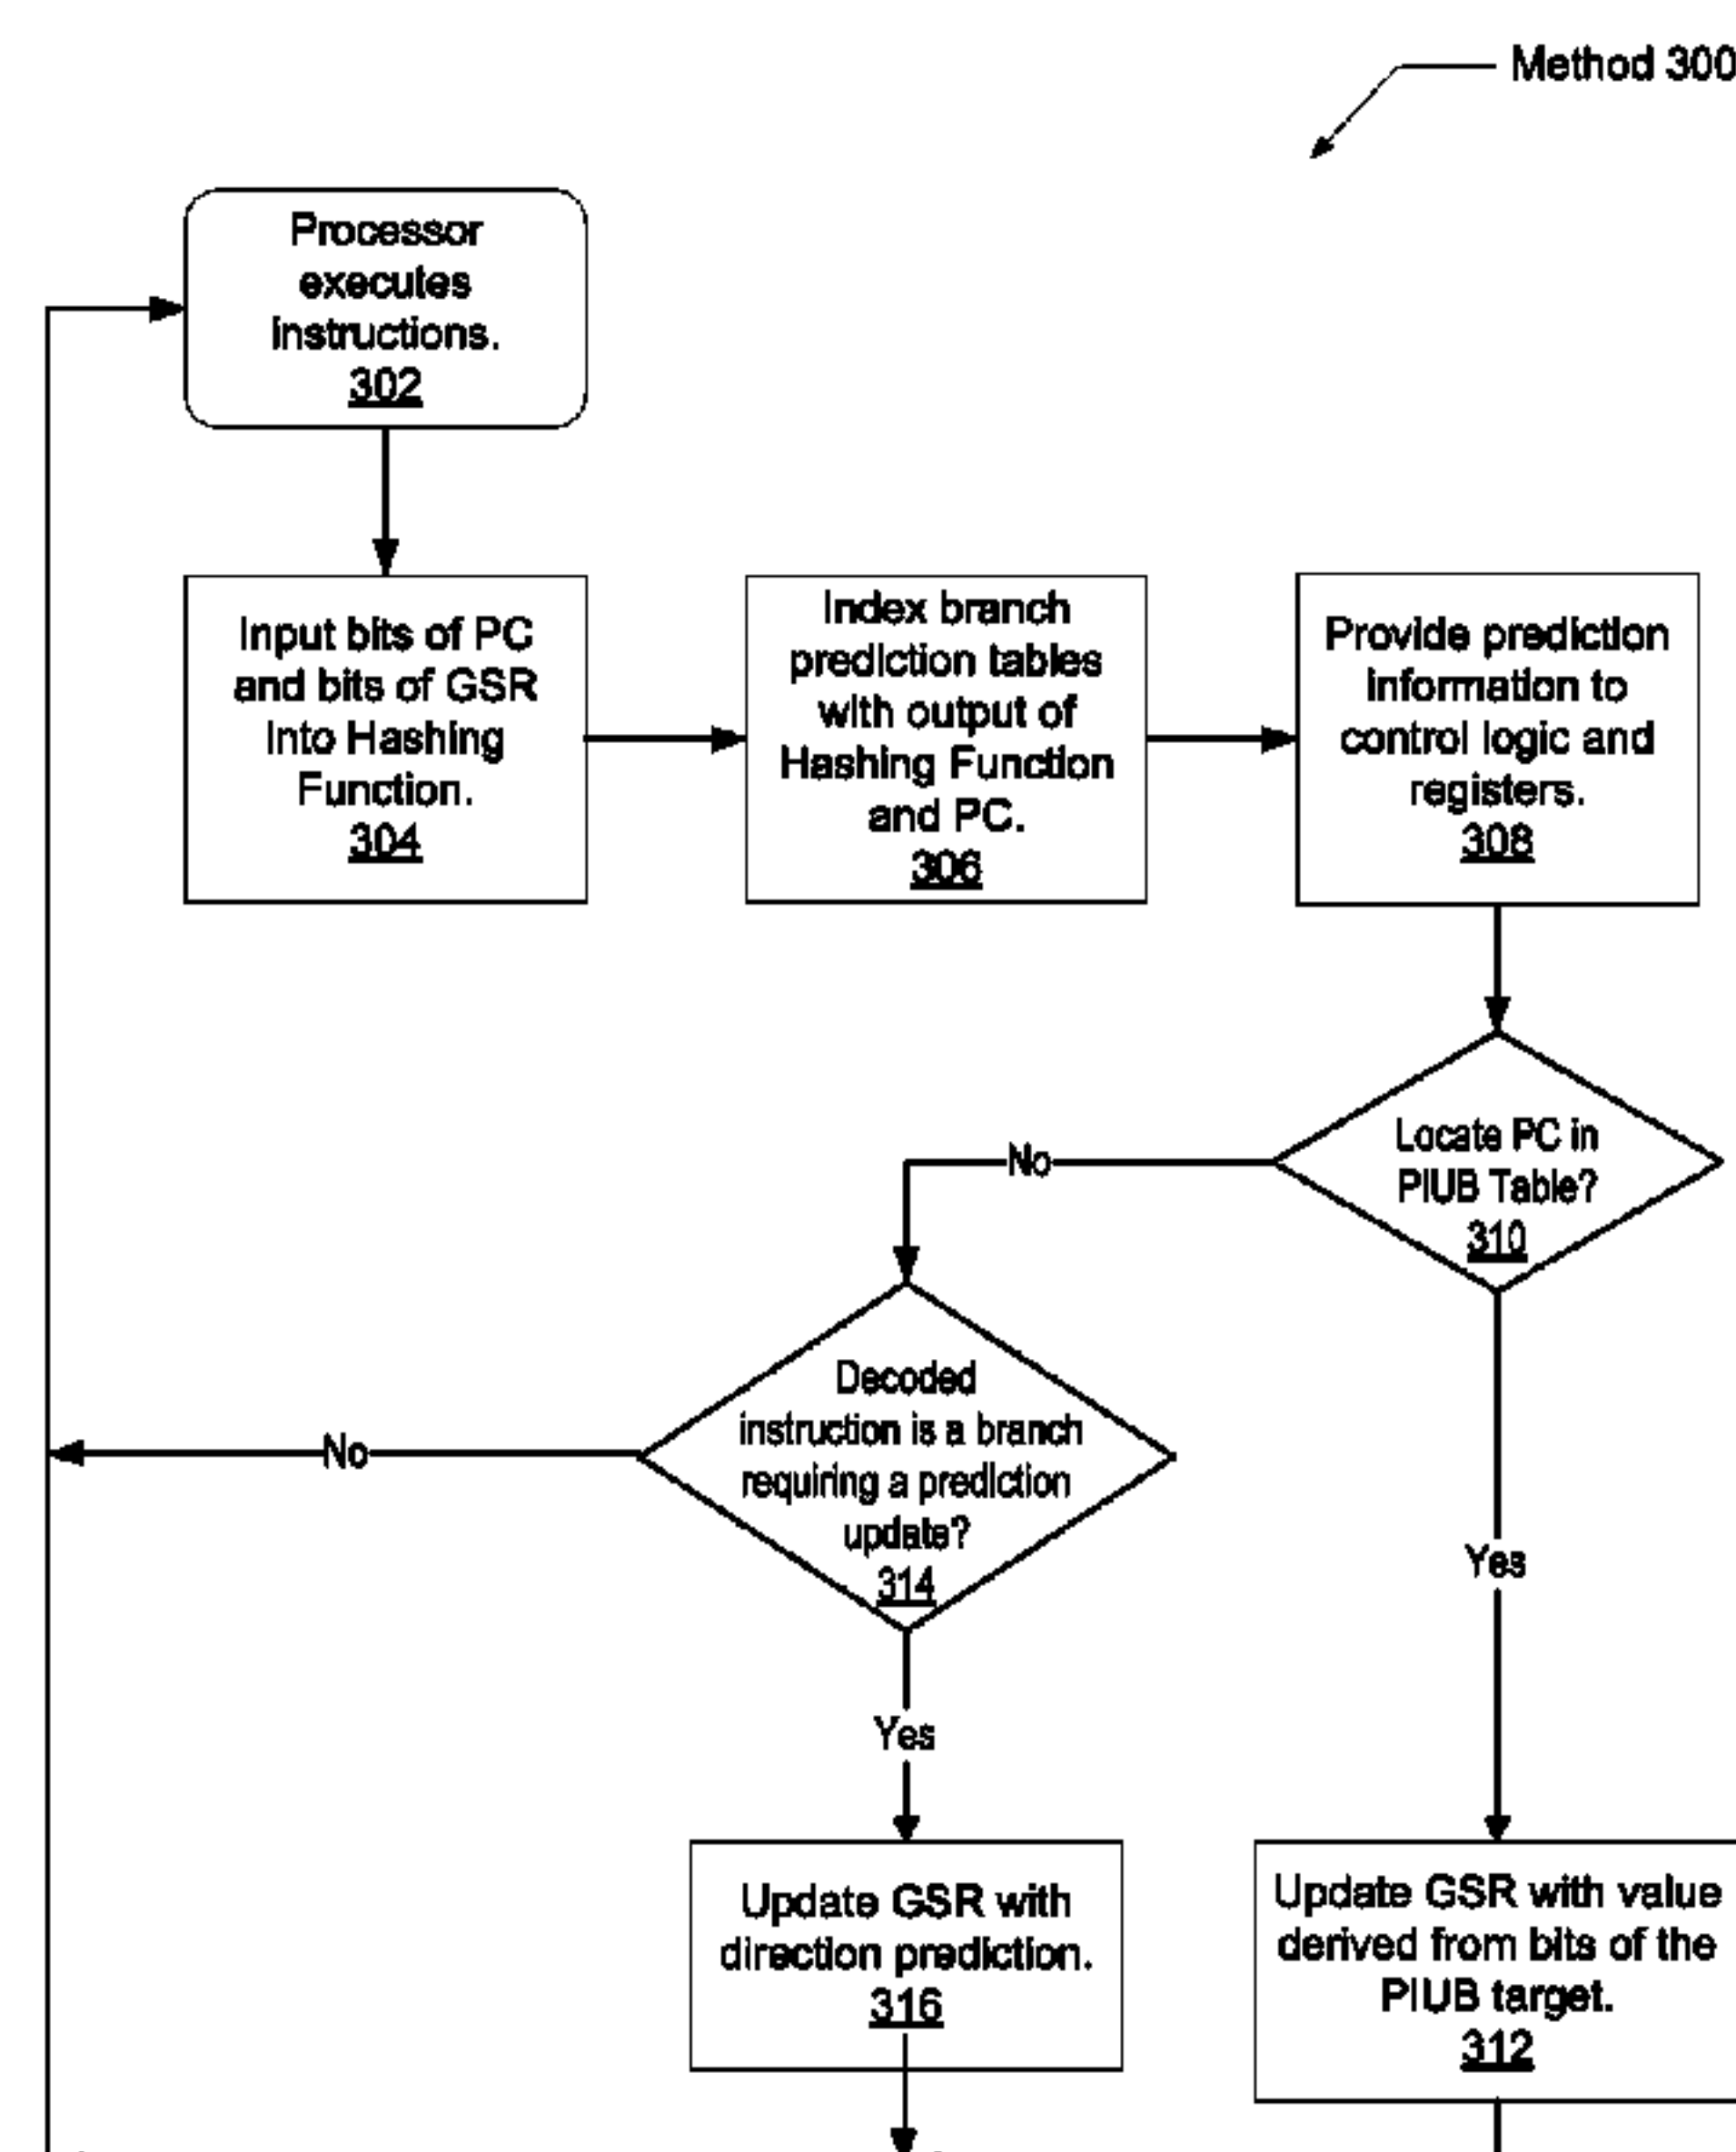 Method 300
Processor
executes
instructions.
302
Input bits of PC
and bits of GSR
Into Hashing
Function.
304
Index branch
prediction tables
with output of
Hashing Function
and PC.
306
Provide prediction
information to
control logic and
registers.
308
Locate PC in
PIUB Table?
310
No
Decoded
instruction is a branch
requiring a prediction
update?
314
No
Yes
Yes
Update GSR with
direction prediction.
316
Update GSR with value
derived from bits of the
PIUB target.
312